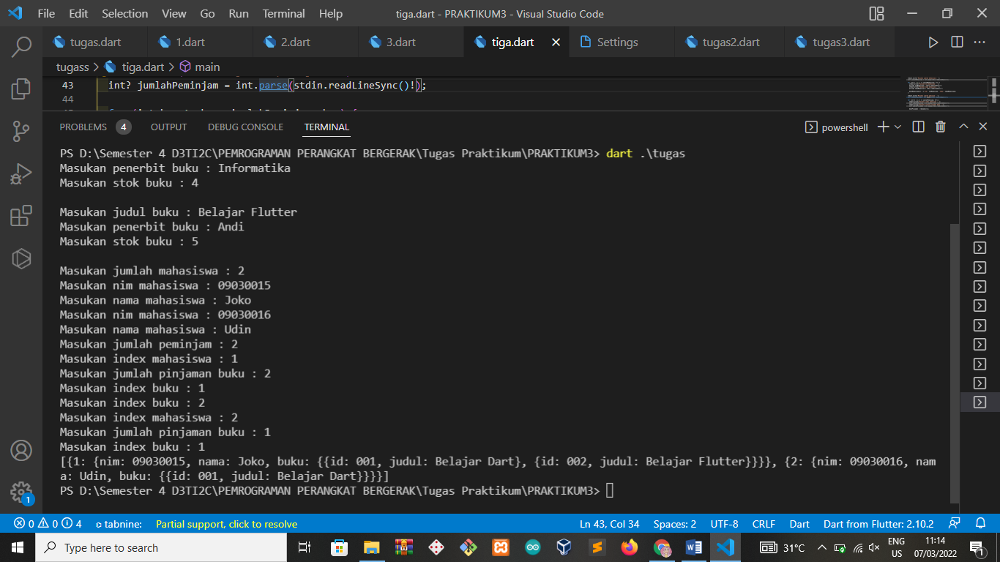 File Edit Selection View Go Run Terminal Help tiga.dart - PRAKTIKUM3 - Visual Studio Code
tugas.dart 1.dart 2.dart 3.dart tiga.dart Settings tugas2.dart tugas3.dart
tugass > tiga.dart > main
43 int? jumlahPeminjam = int.parse(stdin.readLineSync()!);
44
PROBLEMS 4 OUTPUT DEBUG CONSOLE TERMINAL powershell
PS D:\Semester 4 D3TI2C\PEMROGRAMAN PERANGKAT BERGERAK\Tugas Praktikum\PRAKTIKUM3> dart .\tugas
Masukan penerbit buku : Informatika
Masukan stok buku : 4
Masukan judul buku : Belajar Flutter
Masukan penerbit buku : Andi
Masukan stok buku : 5
Masukan jumlah mahasiswa : 2
Masukan nim mahasiswa : 09030015
Masukan nama mahasiswa : Joko
Masukan nim mahasiswa : 09030016
Masukan nama mahasiswa : Udin
Masukan jumlah peminjam : 2
Masukan index mahasiswa : 1
Masukan jumlah pinjaman buku : 2
Masukan index buku : 1
Masukan index buku : 2
Masukan index mahasiswa : 2
Masukan jumlah pinjaman buku : 1
Masukan index buku : 1
[{1: {nim: 09030015, nama: Joko, buku: {{id: 001, judul: Belajar Dart}, {id: 002, judul: Belajar Flutter}}}}, {2: {nim: 09030016, nam
a: Udin, buku: {{id: 001, judul: Belajar Dart}}}}]
PS D:\Semester 4 D3TI2C\PEMROGRAMAN PERANGKAT BERGERAK\Tugas Praktikum\PRAKTIKUM3>
1
0 0 4 tabnine: Partial support, click to resolve Ln 43, Col 34 Spaces: 2 UTF-8 CRLF Dart Dart from Flutter: 2.10.2
Type here to search 31°C ENG 11:14
US 07/03/2022 1